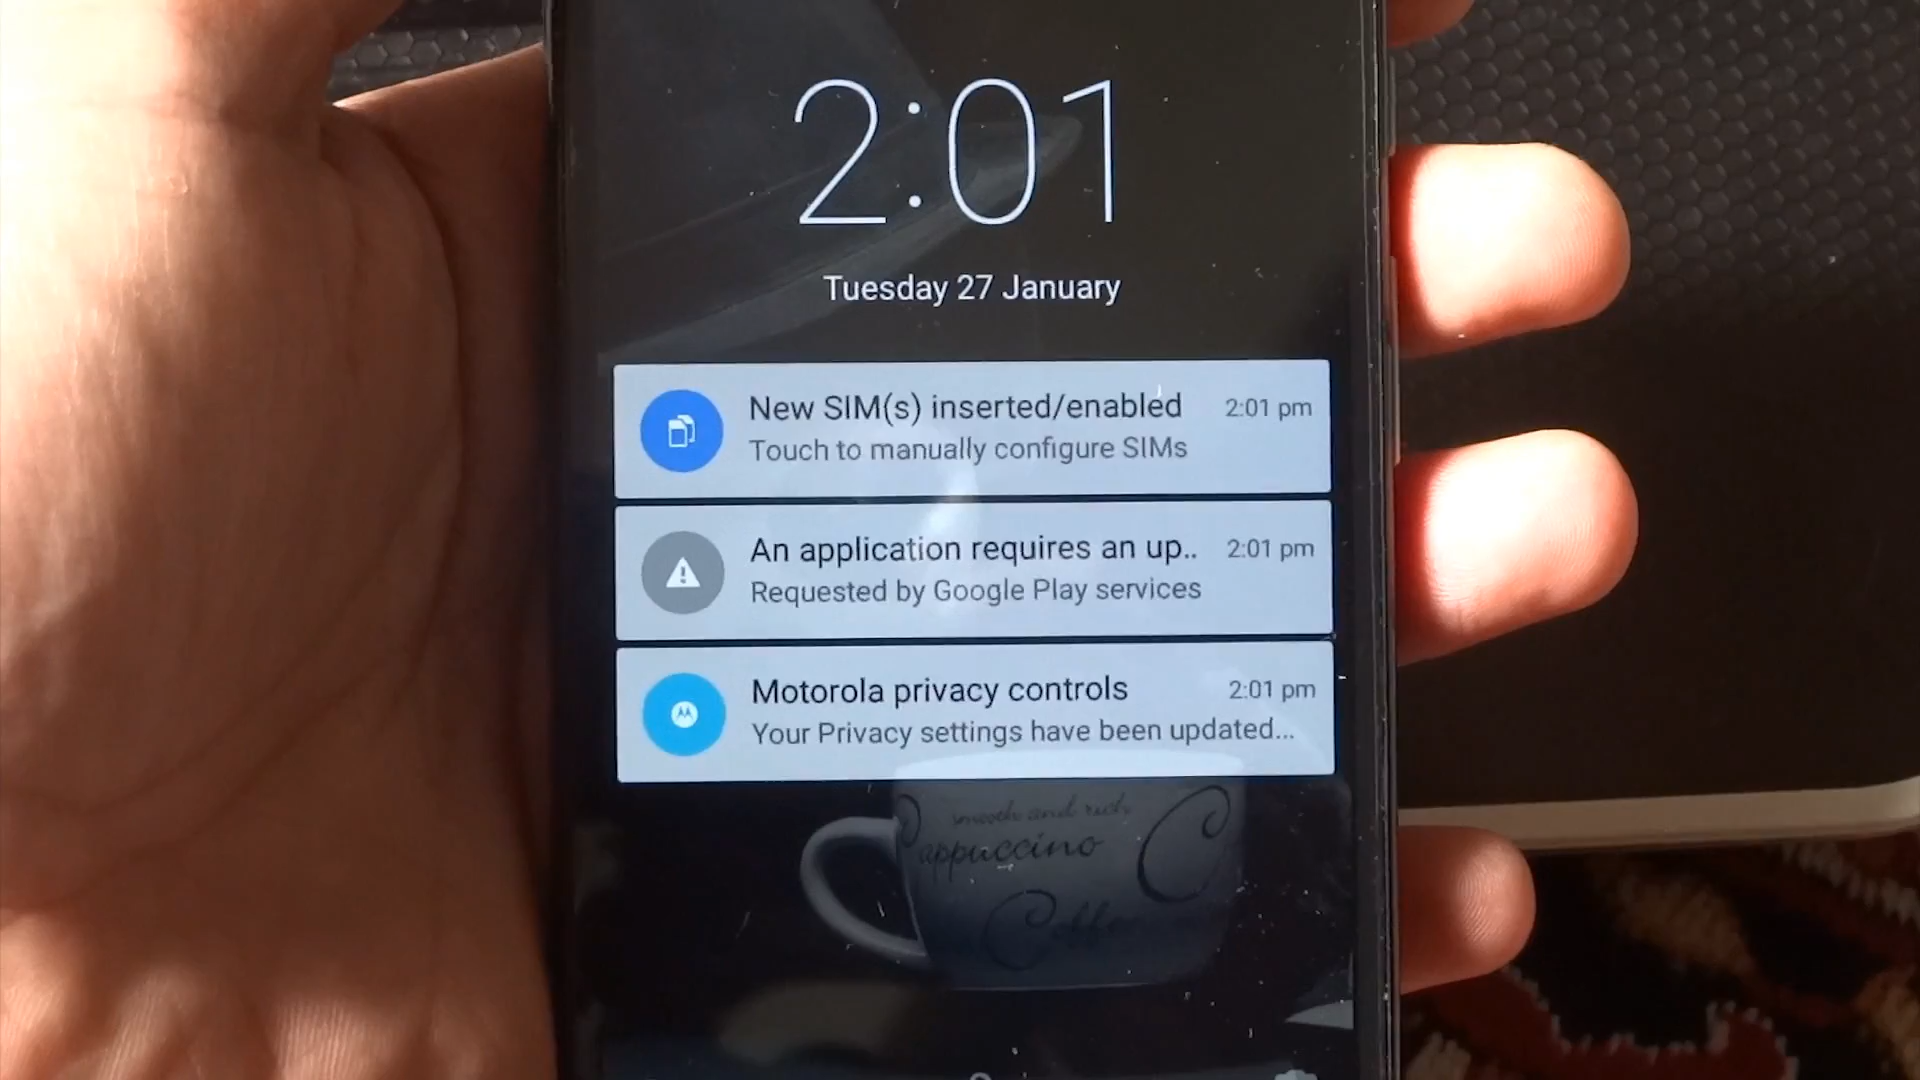 2:01
Tuesday 27 January
New SIM(s) inserted/enabled 2:01 pm
Touch to manually configure SIMs
An application requires an up.. 2:01 pm
Requested by Google Play services
Motorola privacy controls 2:01 pm
Your Privacy settings have been updated...
smooth and rich
Cappuccino C
Coffee